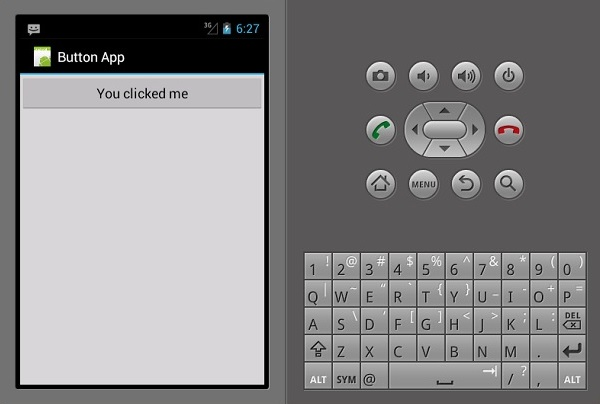 3G 6:27
Button App
You clicked me
MENU
1 ! 2 @ 3 # 4 $ 5 % 6 ^ 7 & 8 * 9 ( 0 )
Q | W ~ E “ R ` T { Y } U _ I - O + P =
A S \ D ‘ F [ G ] H < J > K ; L : DEL
Z X C V B N M .
ALT SYM @ / ? , ALT